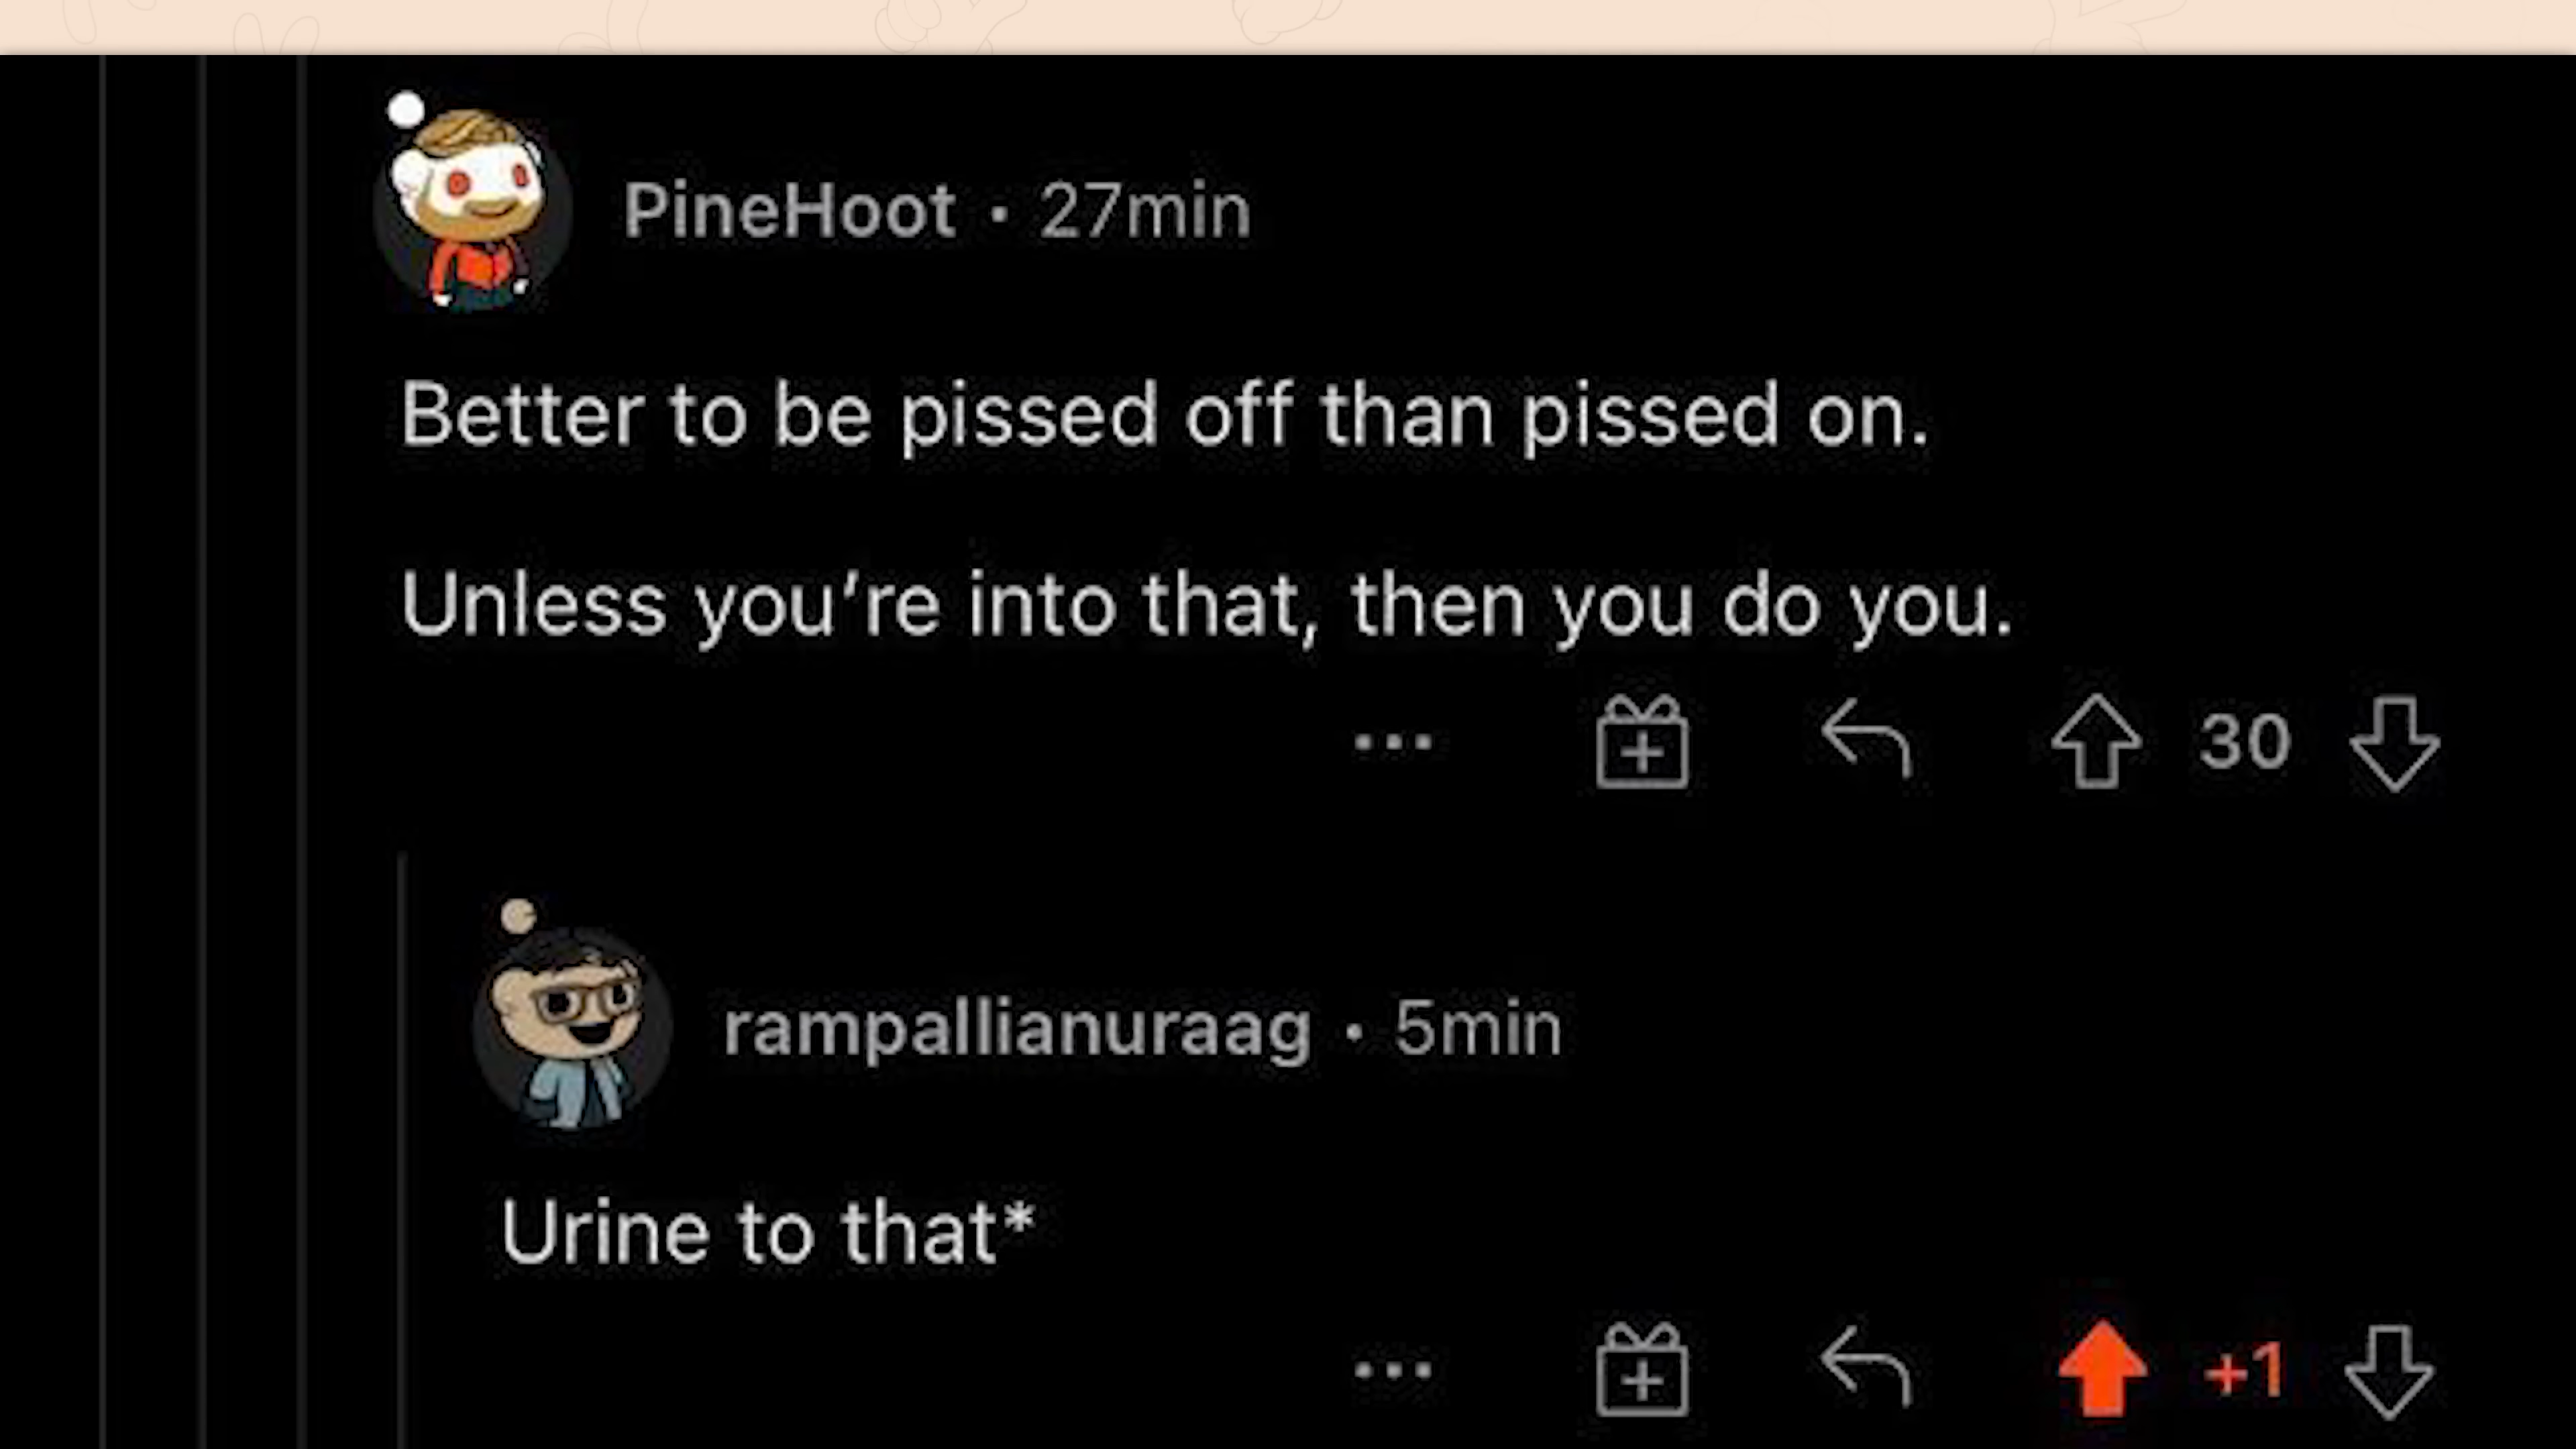 PineHoot • 27min
Better to be pissed off than pissed on.
Unless you’re into that, then you do you.
30
rampallianuraag • 5min
Urine to that*
+1